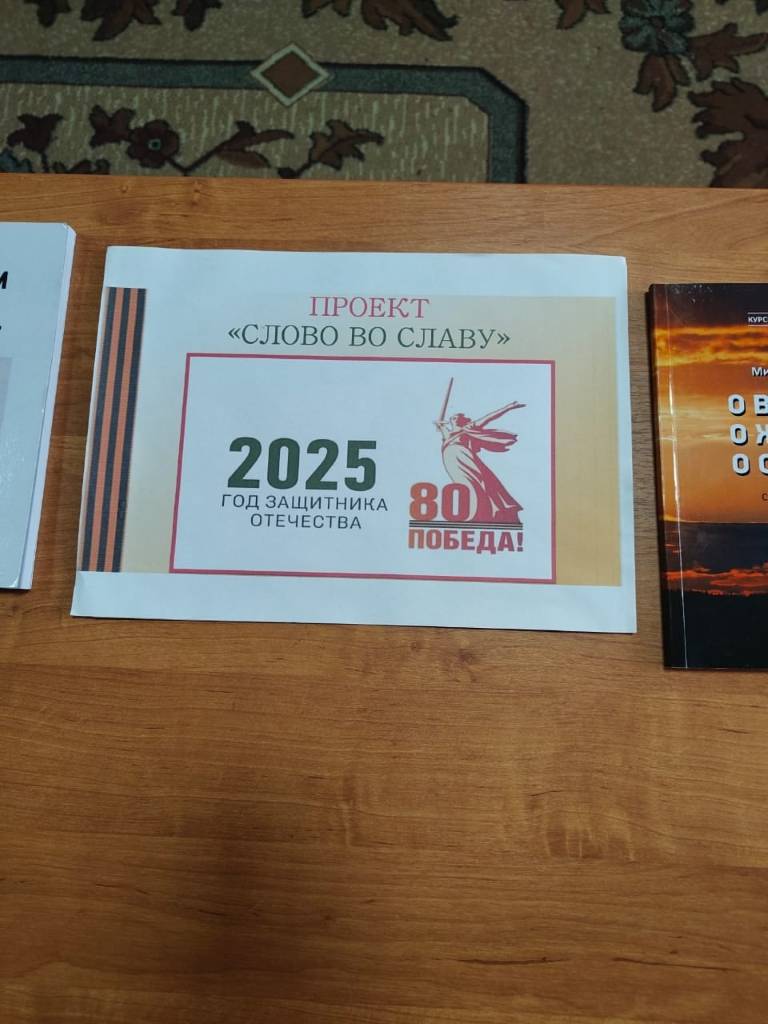 ПРОЕКТ
«СЛОВО ВО СЛАВУ»
2025
ГОД ЗАЩИТНИКА
ОТЕЧЕСТВА
80
ПОБЕДА!
О
О
О